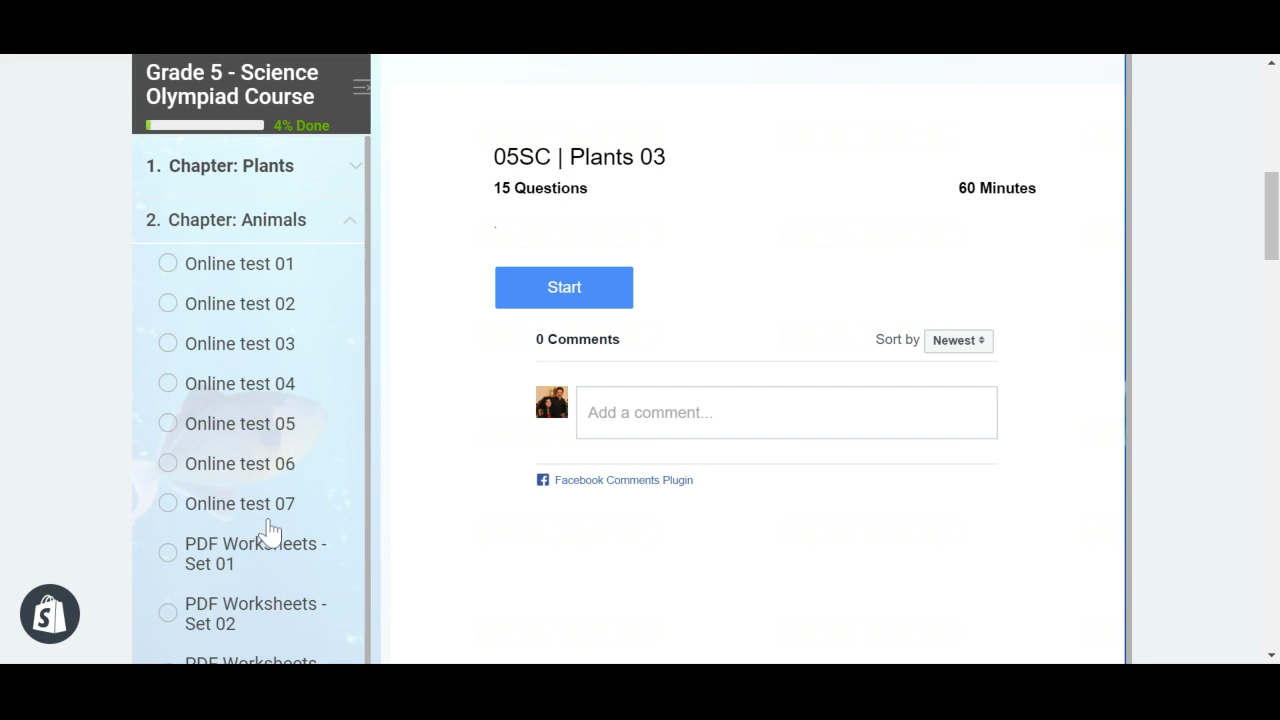 Grade 5 - Science
Olympiad Course
4% Done
1. Chapter: Plants
2. Chapter: Animals
Online test 01
Online test 02
Online test 03
Online test 04
Online test 05
Online test 06
Online test 07
PDF Worksheets -
Set 01
PDF Worksheets -
Set 02
PDF Worksheets
05SC | Plants 03
15 Questions
60 Minutes
.
Start
0 Comments
Sort by Newest
Add a comment...
Facebook Comments Plugin